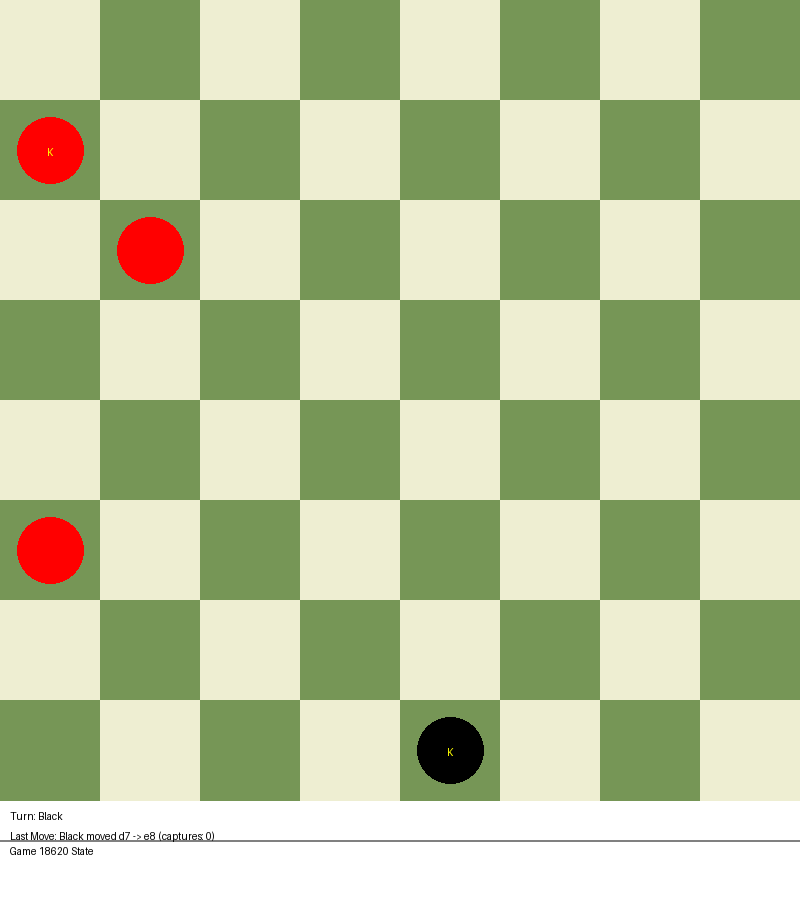 K
K
Turn: Black
Last Move: Black moved d7 -> e8 (captures: 0)
Game 18620 State